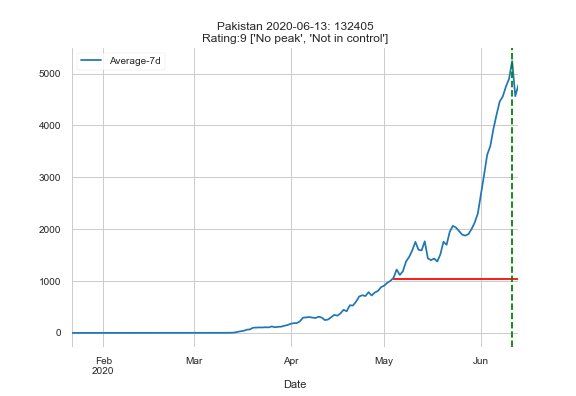 Pakistan 2020-06-13: 132405
Rating:9 ['No peak', 'Not in control']
Average-7d
5000
4000
3000
2000
1000
0
Feb Mar Apr May Jun
2020
Date